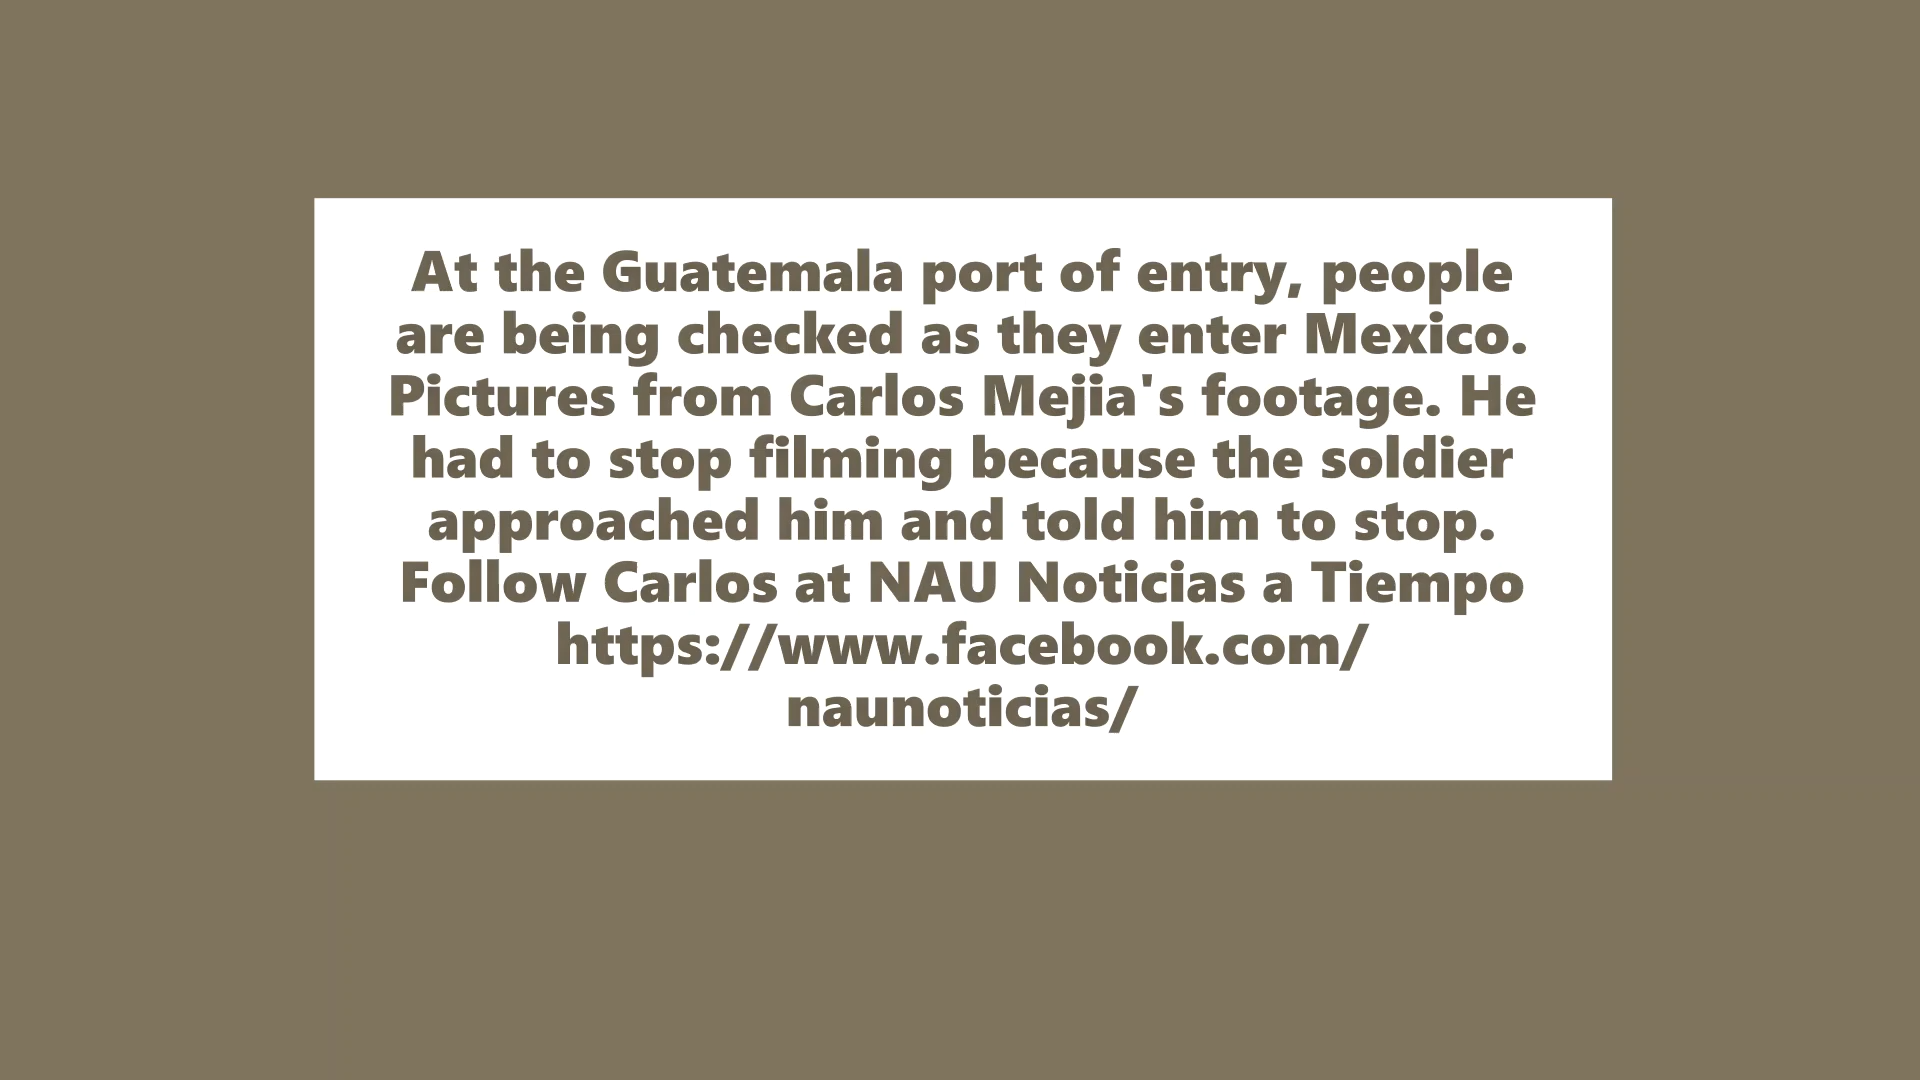 At the Guatemala port of entry, people
are being checked as they enter Mexico.
Pictures from Carlos Mejia's footage. He
had to stop filming because the soldier
approached him and told him to stop.
Follow Carlos at NAU Noticias a Tiempo
https://www.facebook.com/
naunoticias/